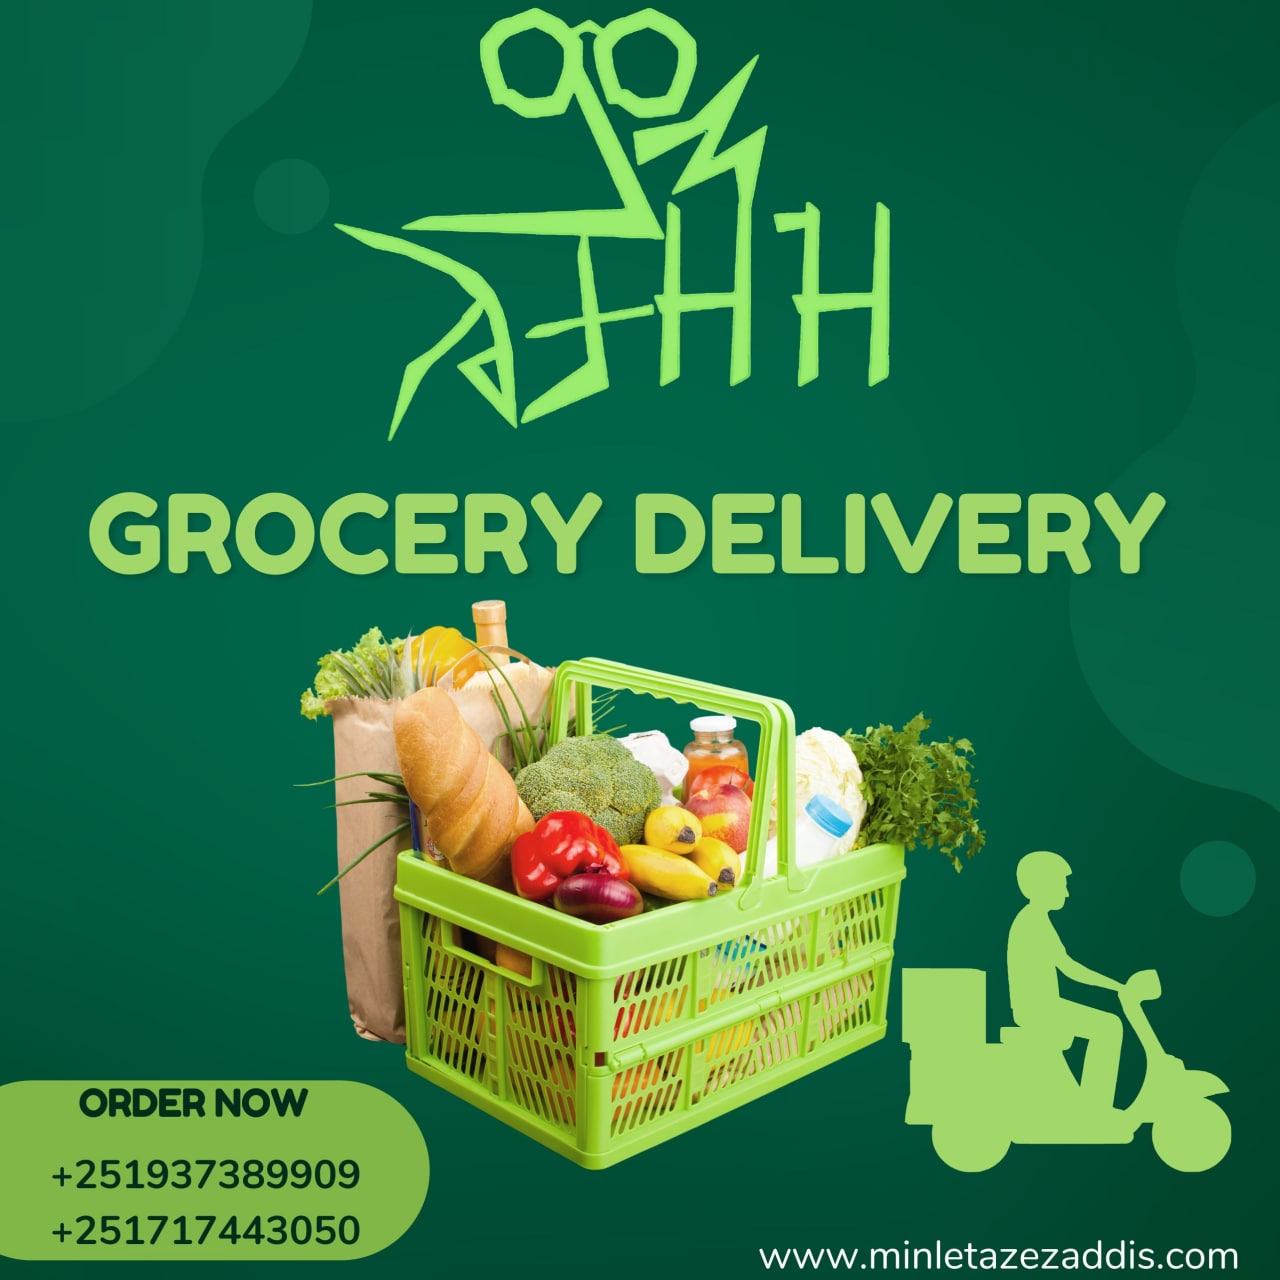 ምን
ልታዘዝ
GROCERY DELIVERY
ORDER NOW
+251937389909
+251717443050
www.minletazezaddis.com